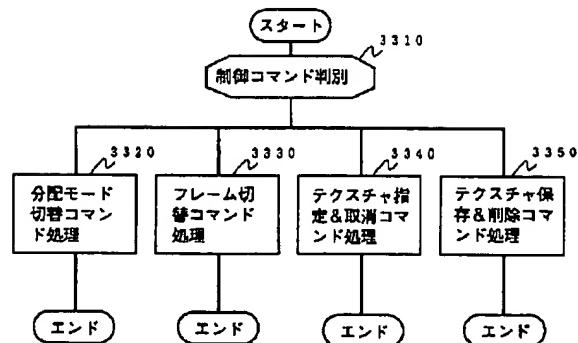 スタート
3310
制御コマンド判別
3320
3330
3340
3350
分配モード
切替コマン
ド処理
フレーム切
替コマンド
処理
テクスチャ指
定&取消コマ
ンド処理
テクスチャ保
存&削除コマ
ンド処理
エンド
エンド
エンド
エンド